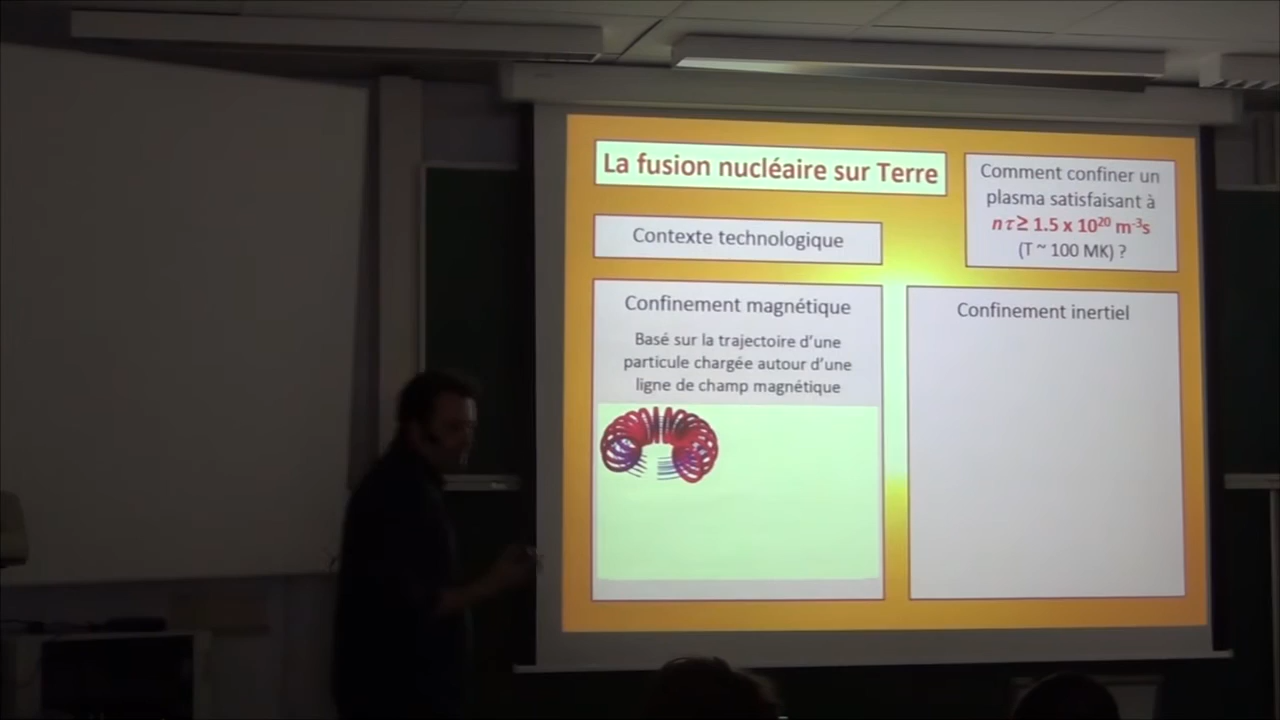 La fusion nucléaire sur Terre
Comment confiner un
plasma satisfaisant à
nτ ≥ 1.5 x 10²⁰ m⁻³s
(T ~ 100 MK) ?
Contexte technologique
Confinement magnétique
Basé sur la trajectoire d’une
particule chargée autour d’une
ligne de champ magnétique
Confinement inertiel